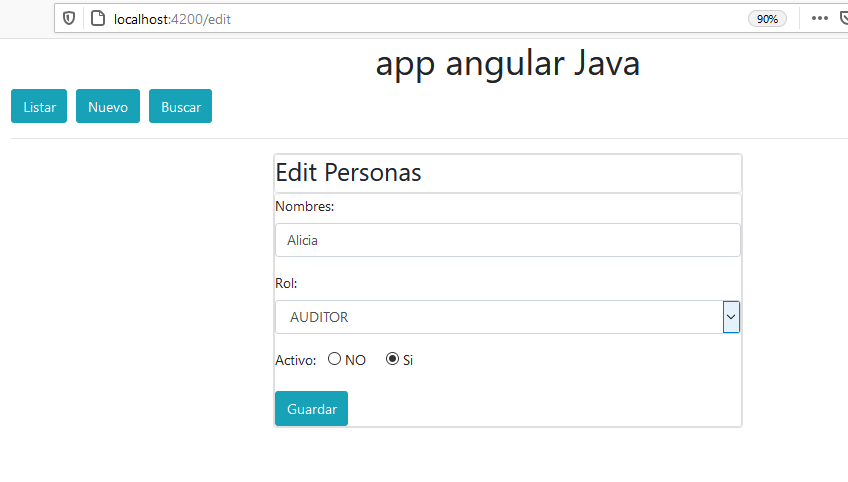 localhost:4200/edit 90%
app angular Java
Listar Nuevo Buscar
Edit Personas
Nombres:
Alicia
Rol:
AUDITOR
Activo: NO Si
Guardar